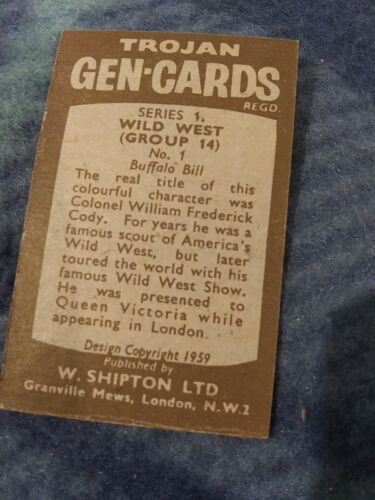 TROJAN
GEN-CARDS
REGD.
SERIES 1.
WILD WEST
(GROUP 14)
No. 1
Buffalo Bill
The real title of this
colourful character was
Colonel William Frederick
Cody. For years he was a
famous scout of America's
Wild West, but later
toured the world with his
famous Wild West Show.
He was presented to
Queen Victoria while
appearing in London.
Design Copyright 1959
Published by
W. SHIPTON LTD
Granville Mews, London, N.W.2